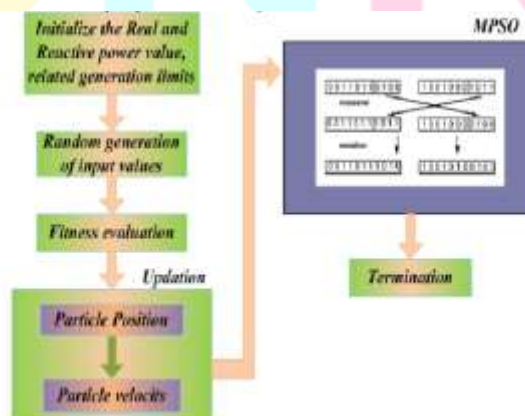 Initialize the Real and
Reactive power value,
related generation limits
Random generation
of input values
Fitness evaluation
Updation
Particle Position
Particle velocits
MPSO
Termination